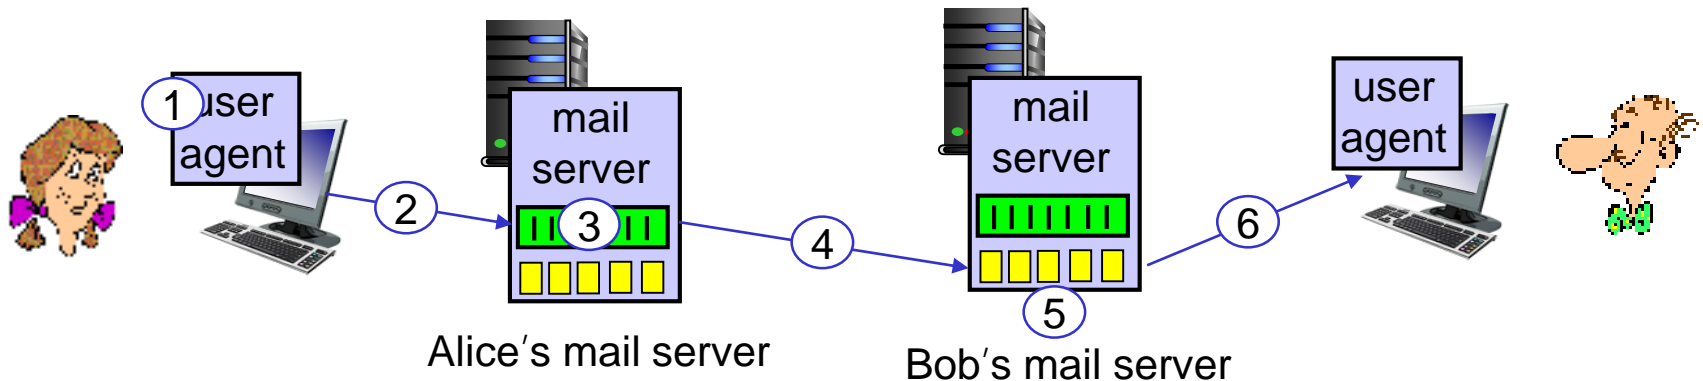 1
user
agent
2
mail
server
3
4
mail
server
5
6
user
agent
Alice's mail server
Bob's mail server